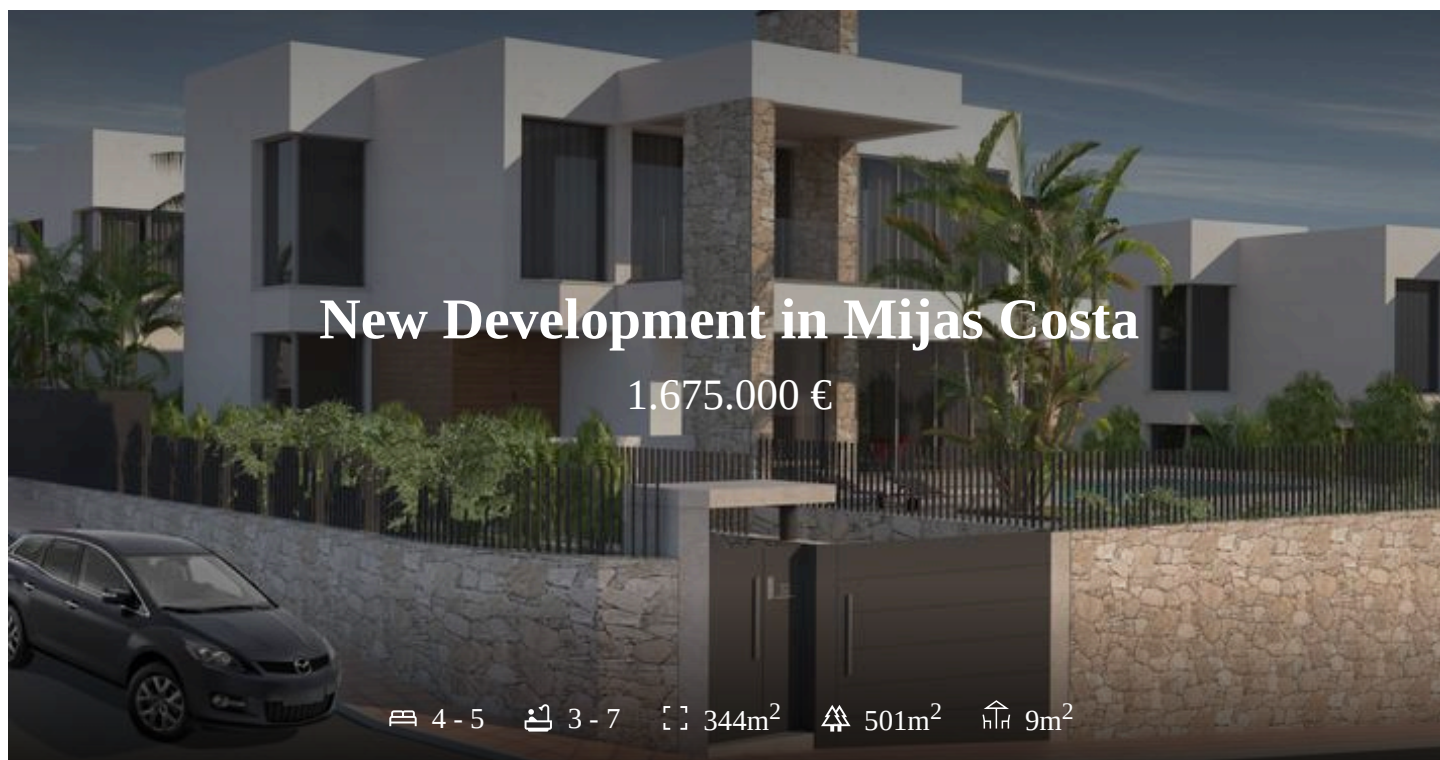 New Development in Mijas Costa
1.675.000 €
4 - 5 3 - 7 344m² 501m² 9m²